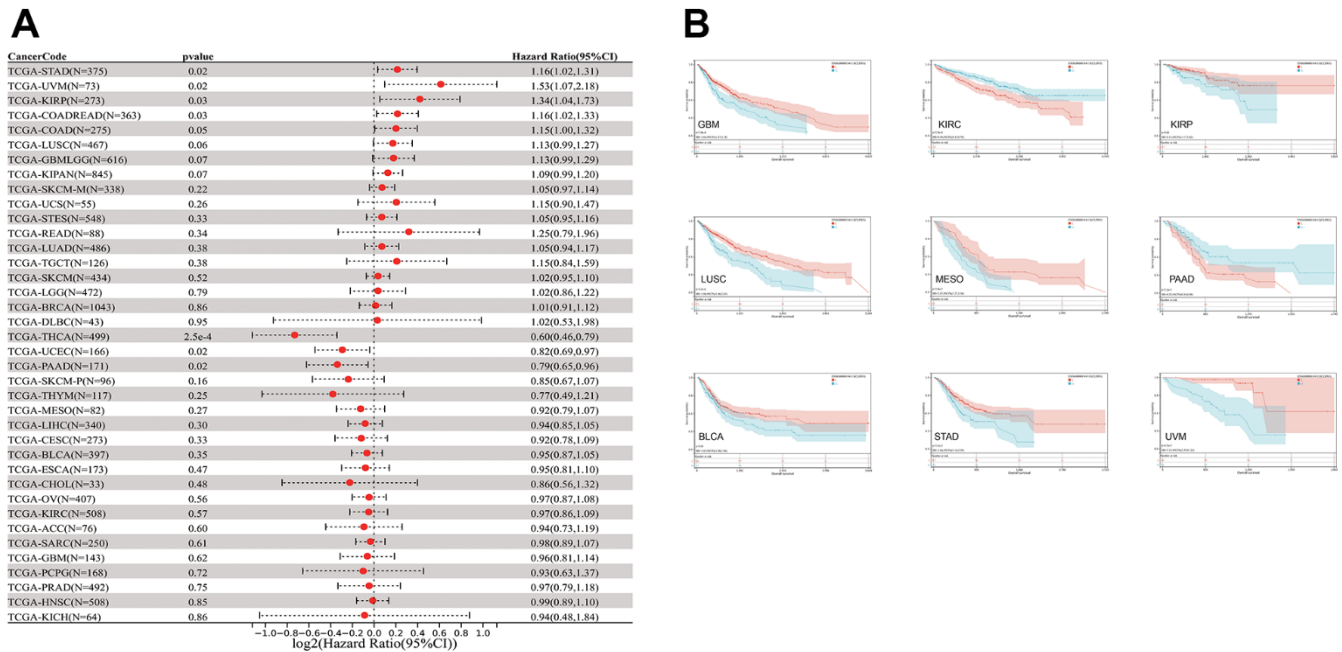 A
CancerCode pvalue Hazard Ratio(95%CI)
TCGA-STAD(N=375) 0.02 1.16(1.02,1.31)
TCGA-UVM(N=73) 0.02 1.53(1.07,2.18)
TCGA-KIRP(N=273) 0.03 1.34(1.04,1.73)
TCGA-COADREAD(N=363) 0.03 1.16(1.02,1.33)
TCGA-COAD(N=275) 0.05 1.15(1.00,1.32)
TCGA-LUSC(N=467) 0.06 1.13(0.99,1.27)
TCGA-GBMLGG(N=616) 0.07 1.13(0.99,1.29)
TCGA-KIPAN(N=845) 0.07 1.09(0.99,1.20)
TCGA-SKCM-M(N=338) 0.22 1.05(0.97,1.14)
TCGA-UCS(N=55) 0.26 1.15(0.90,1.47)
TCGA-STES(N=548) 0.33 1.05(0.95,1.16)
TCGA-READ(N=88) 0.34 1.25(0.79,1.96)
TCGA-LUAD(N=486) 0.38 1.05(0.94,1.17)
TCGA-TGCT(N=126) 0.38 1.15(0.84,1.59)
TCGA-SKCM(N=434) 0.52 1.02(0.95,1.10)
TCGA-LGG(N=472) 0.79 1.02(0.86,1.22)
TCGA-BRCA(N=1043) 0.86 1.01(0.91,1.12)
TCGA-DLBC(N=43) 0.95 1.02(0.53,1.98)
TCGA-THCA(N=499) 2.5e-4 0.60(0.46,0.79)
TCGA-UCEC(N=166) 0.02 0.82(0.69,0.97)
TCGA-PAAD(N=171) 0.02 0.79(0.65,0.96)
TCGA-SKCM-P(N=96) 0.16 0.85(0.67,1.07)
TCGA-THYM(N=117) 0.25 0.77(0.49,1.21)
TCGA-MESO(N=82) 0.27 0.92(0.79,1.07)
TCGA-LIHC(N=340) 0.30 0.94(0.85,1.05)
TCGA-CESC(N=273) 0.33 0.92(0.78,1.09)
TCGA-BLCA(N=397) 0.35 0.95(0.87,1.05)
TCGA-ESCA(N=173) 0.47 0.95(0.81,1.10)
TCGA-CHOL(N=33) 0.48 0.86(0.56,1.32)
TCGA-OV(N=407) 0.56 0.97(0.87,1.08)
TCGA-KIRC(N=508) 0.57 0.97(0.86,1.09)
TCGA-ACC(N=76) 0.60 0.94(0.73,1.19)
TCGA-SARC(N=250) 0.61 0.98(0.89,1.07)
TCGA-GBM(N=143) 0.62 0.96(0.81,1.14)
TCGA-PCPG(N=168) 0.72 0.93(0.63,1.37)
TCGA-PRAD(N=492) 0.75 0.97(0.79,1.18)
TCGA-HNSC(N=508) 0.85 0.99(0.89,1.10)
TCGA-KICH(N=64) 0.86 0.94(0.48,1.84)
−1.0 −0.8 −0.6 −0.4 −0.2 0.0 0.2 0.4 0.6 0.8 1.0
log2(Hazard Ratio(95%CI))
B
GBM
Overall survival
KIRC
Overall survival
KIRP
Overall survival
LUSC
Overall survival
MESO
Overall survival
PAAD
Overall survival
BLCA
Overall survival
STAD
Overall survival
UVM
Overall survival